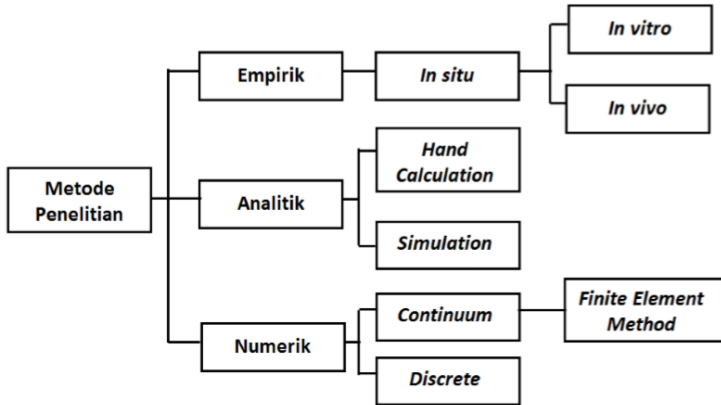 Metode
Penelitian
Empirik
In situ
In vitro
In vivo
Analitik
Hand
Calculation
Simulation
Numerik
Continuum
Finite Element
Method
Discrete